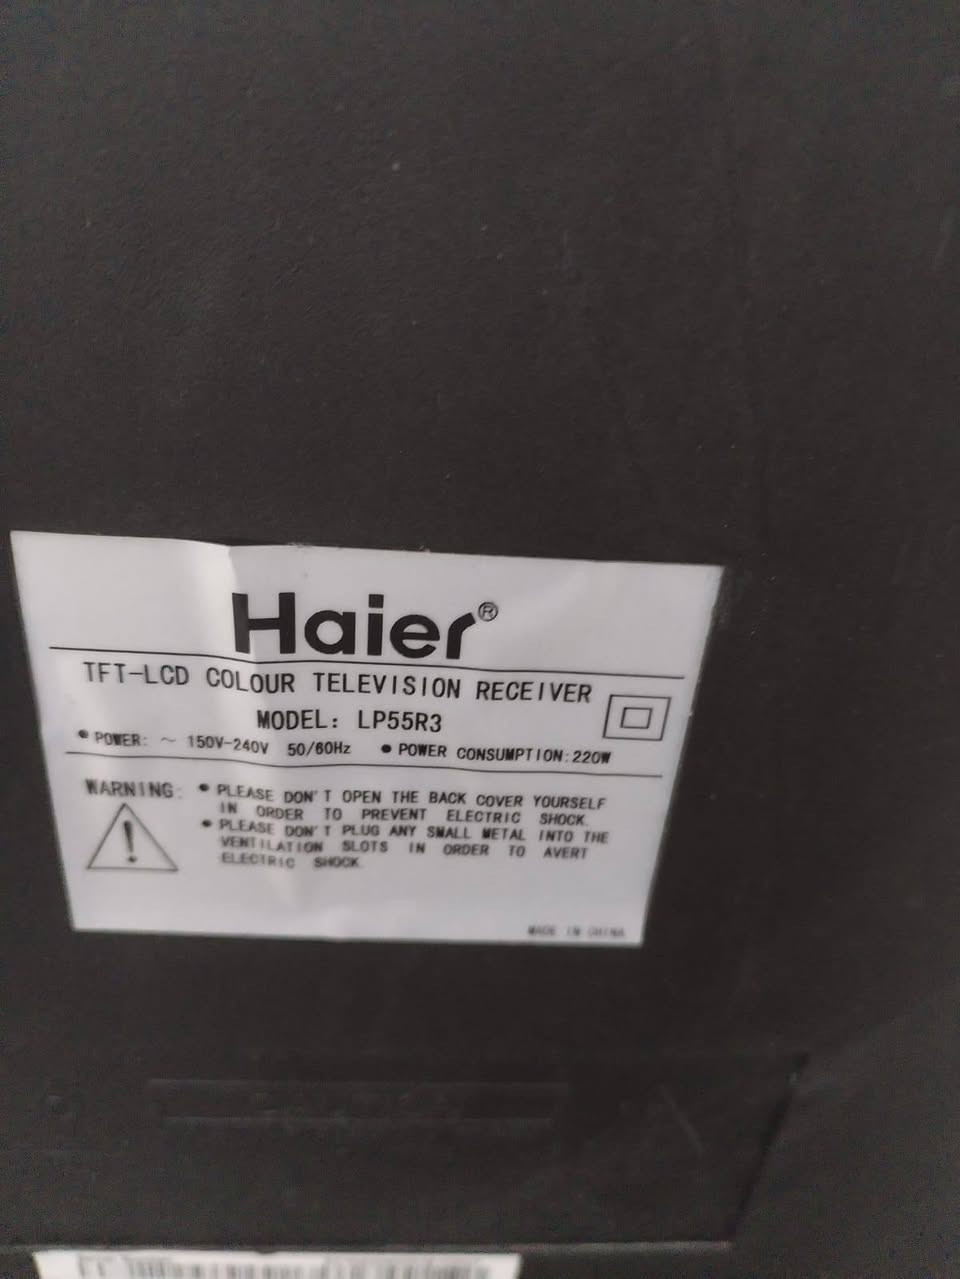 Haier®
TFT-LCD COLOUR TELEVISION RECEIVER
MODEL: LP55R3
• POWER: ~ 150V-240V 50/60Hz • POWER CONSUMPTION:220W
WARNING: • PLEASE DON'T OPEN THE BACK COVER YOURSELF
IN ORDER TO PREVENT ELECTRIC SHOCK.
• PLEASE DON'T PLUG ANY SMALL METAL INTO THE
VENTILATION SLOTS IN ORDER TO AVERT
ELECTRIC SHOCK
MADE IN CHINA